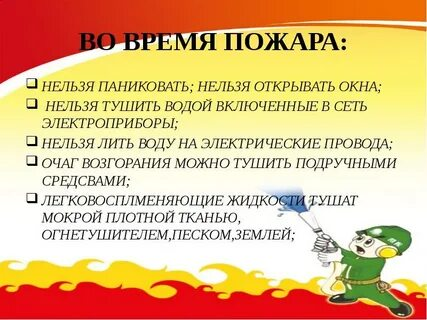 ВО ВРЕМЯ ПОЖАРА:
НЕЛЬЗЯ ПАНИКОВАТЬ; НЕЛЬЗЯ ОТКРЫВАТЬ ОКНА;
НЕЛЬЗЯ ТУШИТЬ ВОДОЙ ВКЛЮЧЕННЫЕ В СЕТЬ
ЭЛЕКТРОПРИБОРЫ;
НЕЛЬЗЯ ЛИТЬ ВОДУ НА ЭЛЕКТРИЧЕСКИЕ ПРОВОДА;
ОЧАГ ВОЗГОРАНИЯ МОЖНО ТУШИТЬ ПОДРУЧНЫМИ
СРЕДСВАМИ;
ЛЕГКОВОСПЛМЕНЯЮЩИЕ ЖИДКОСТИ ТУШАТ
МОКРОЙ ПЛОТНОЙ ТКАНЬЮ,
ОГНЕТУШИТЕЛЕМ,ПЕСКОМ,ЗЕМЛЕЙ;